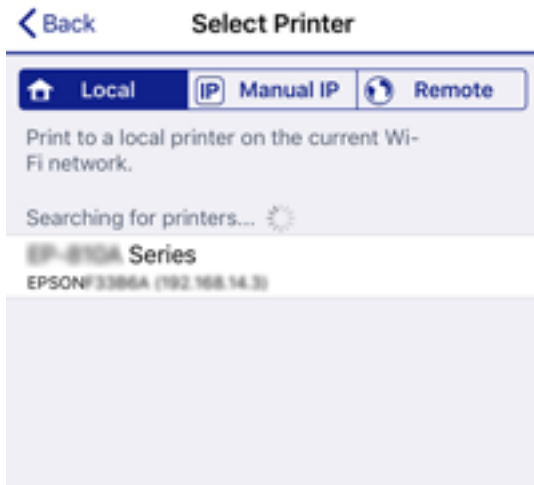 Back
Select Printer
Local
IP
Manual IP
Remote
Print to a local printer on the current Wi-
Fi network.
Searching for printers...
Series
EPSON